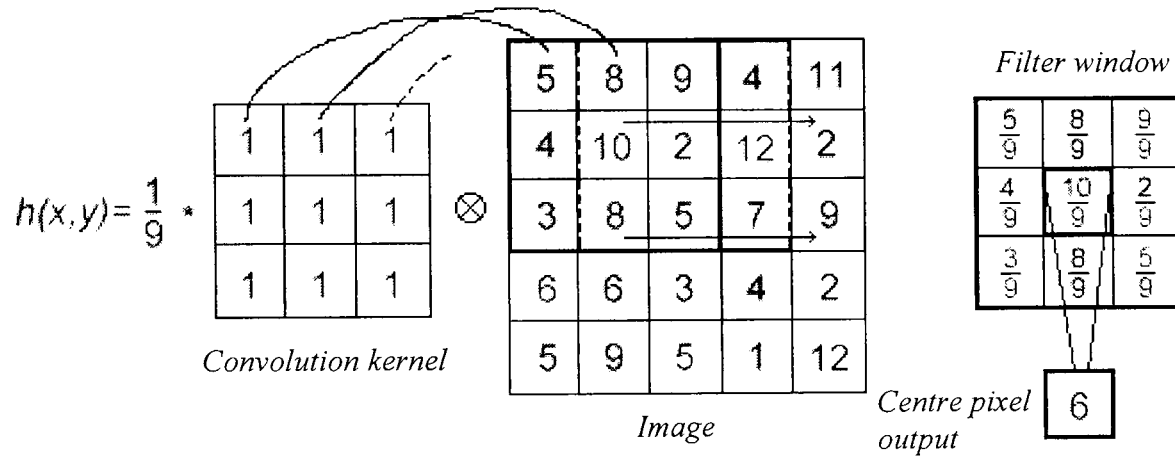 h(x,y) = 1/9 *
1 1 1
1 1 1
1 1 1
Convolution kernel
⊗
5 8 9 4 11
4 10 2 12 2
3 8 5 7 9
6 6 3 4 2
5 9 5 1 12
Image
Filter window
5/9 8/9 9/9
4/9 10/9 2/9
3/9 8/9 5/9
Centre pixel
output
6